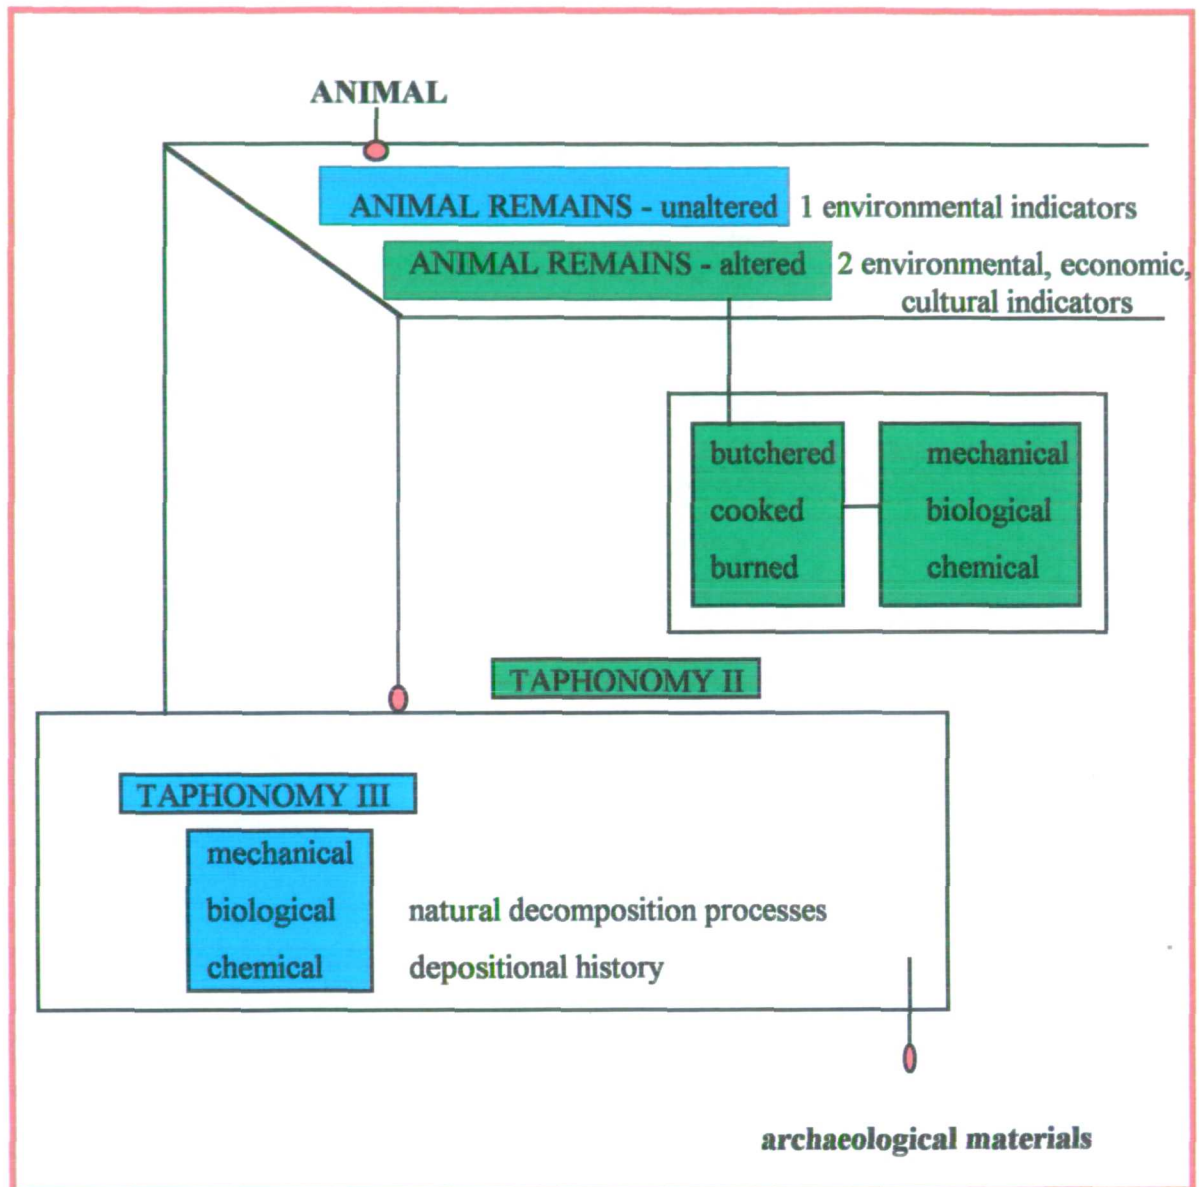 ANIMAL
ANIMAL REMAINS - unaltered 1 environmental indicators
ANIMAL REMAINS - altered 2 environmental, economic,
cultural indicators
butchered mechanical
cooked biological
burned chemical
TAPHONOMY II
TAPHONOMY III
mechanical
biological natural decomposition processes
chemical depositional history
archaeological materials